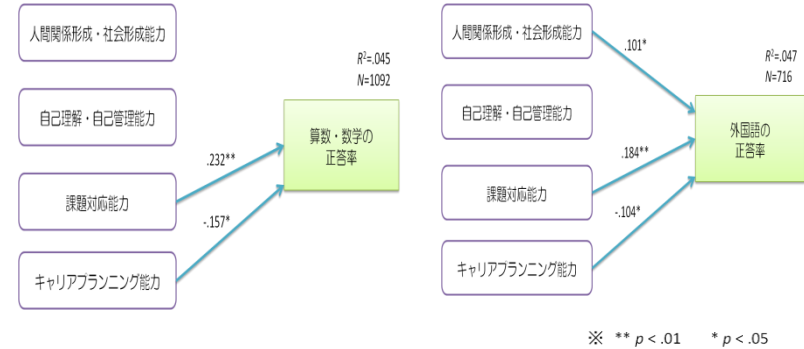 人間関係形成・社会形成能力
自己理解・自己管理能力
課題対応能力
キャリアプランニング能力
.232**
-.157*
R²=.045
N=1092
算数・数学の
正答率
人間関係形成・社会形成能力
自己理解・自己管理能力
課題対応能力
キャリアプランニング能力
.101*
.184**
-.104*
R²=.047
N=716
外国語の
正答率
※ ** p < .01 * p < .05